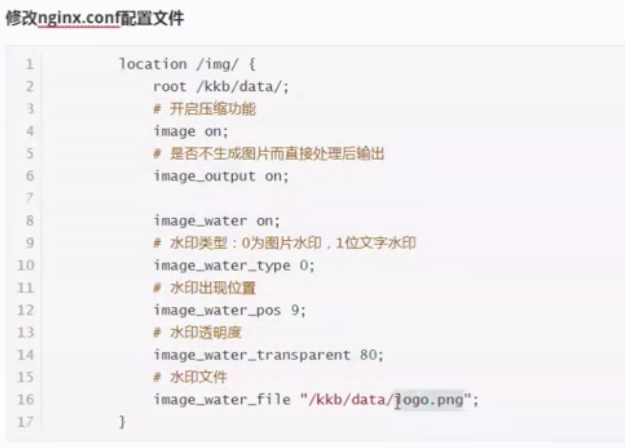 修改nginx.conf配置文件
1 location /img/ {
2 root /kkb/data/;
3 # 开启压缩功能
4 image on;
5 # 是否不生成图片而直接处理后输出
6 image_output on;
7
8 image_water on;
9 # 水印类型：0为图片水印，1位文字水印
10 image_water_type 0;
11 # 水印出现位置
12 image_water_pos 9;
13 # 水印透明度
14 image_water_transparent 80;
15 # 水印文件
16 image_water_file "/kkb/data/logo.png";
17 }